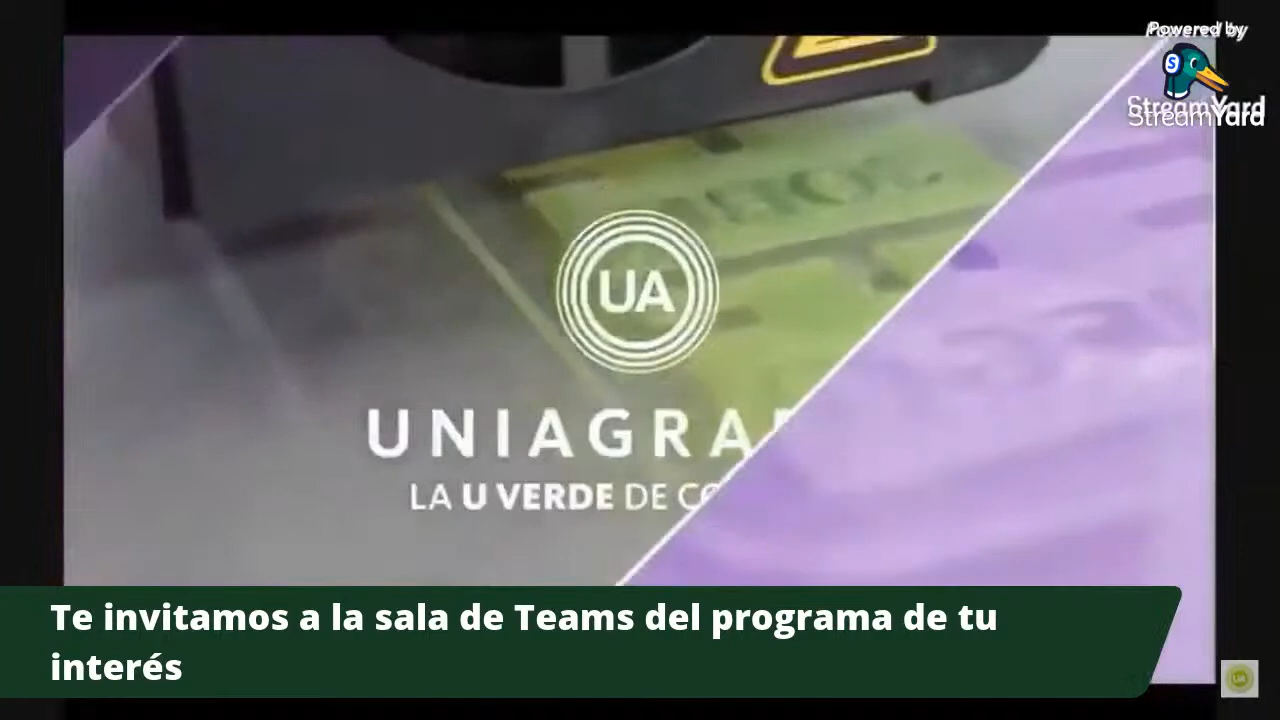 Powered by
StreamYard
UA
UNIAGRA
LA U VERDE DE CO
Te invitamos a la sala de Teams del programa de tu
interés